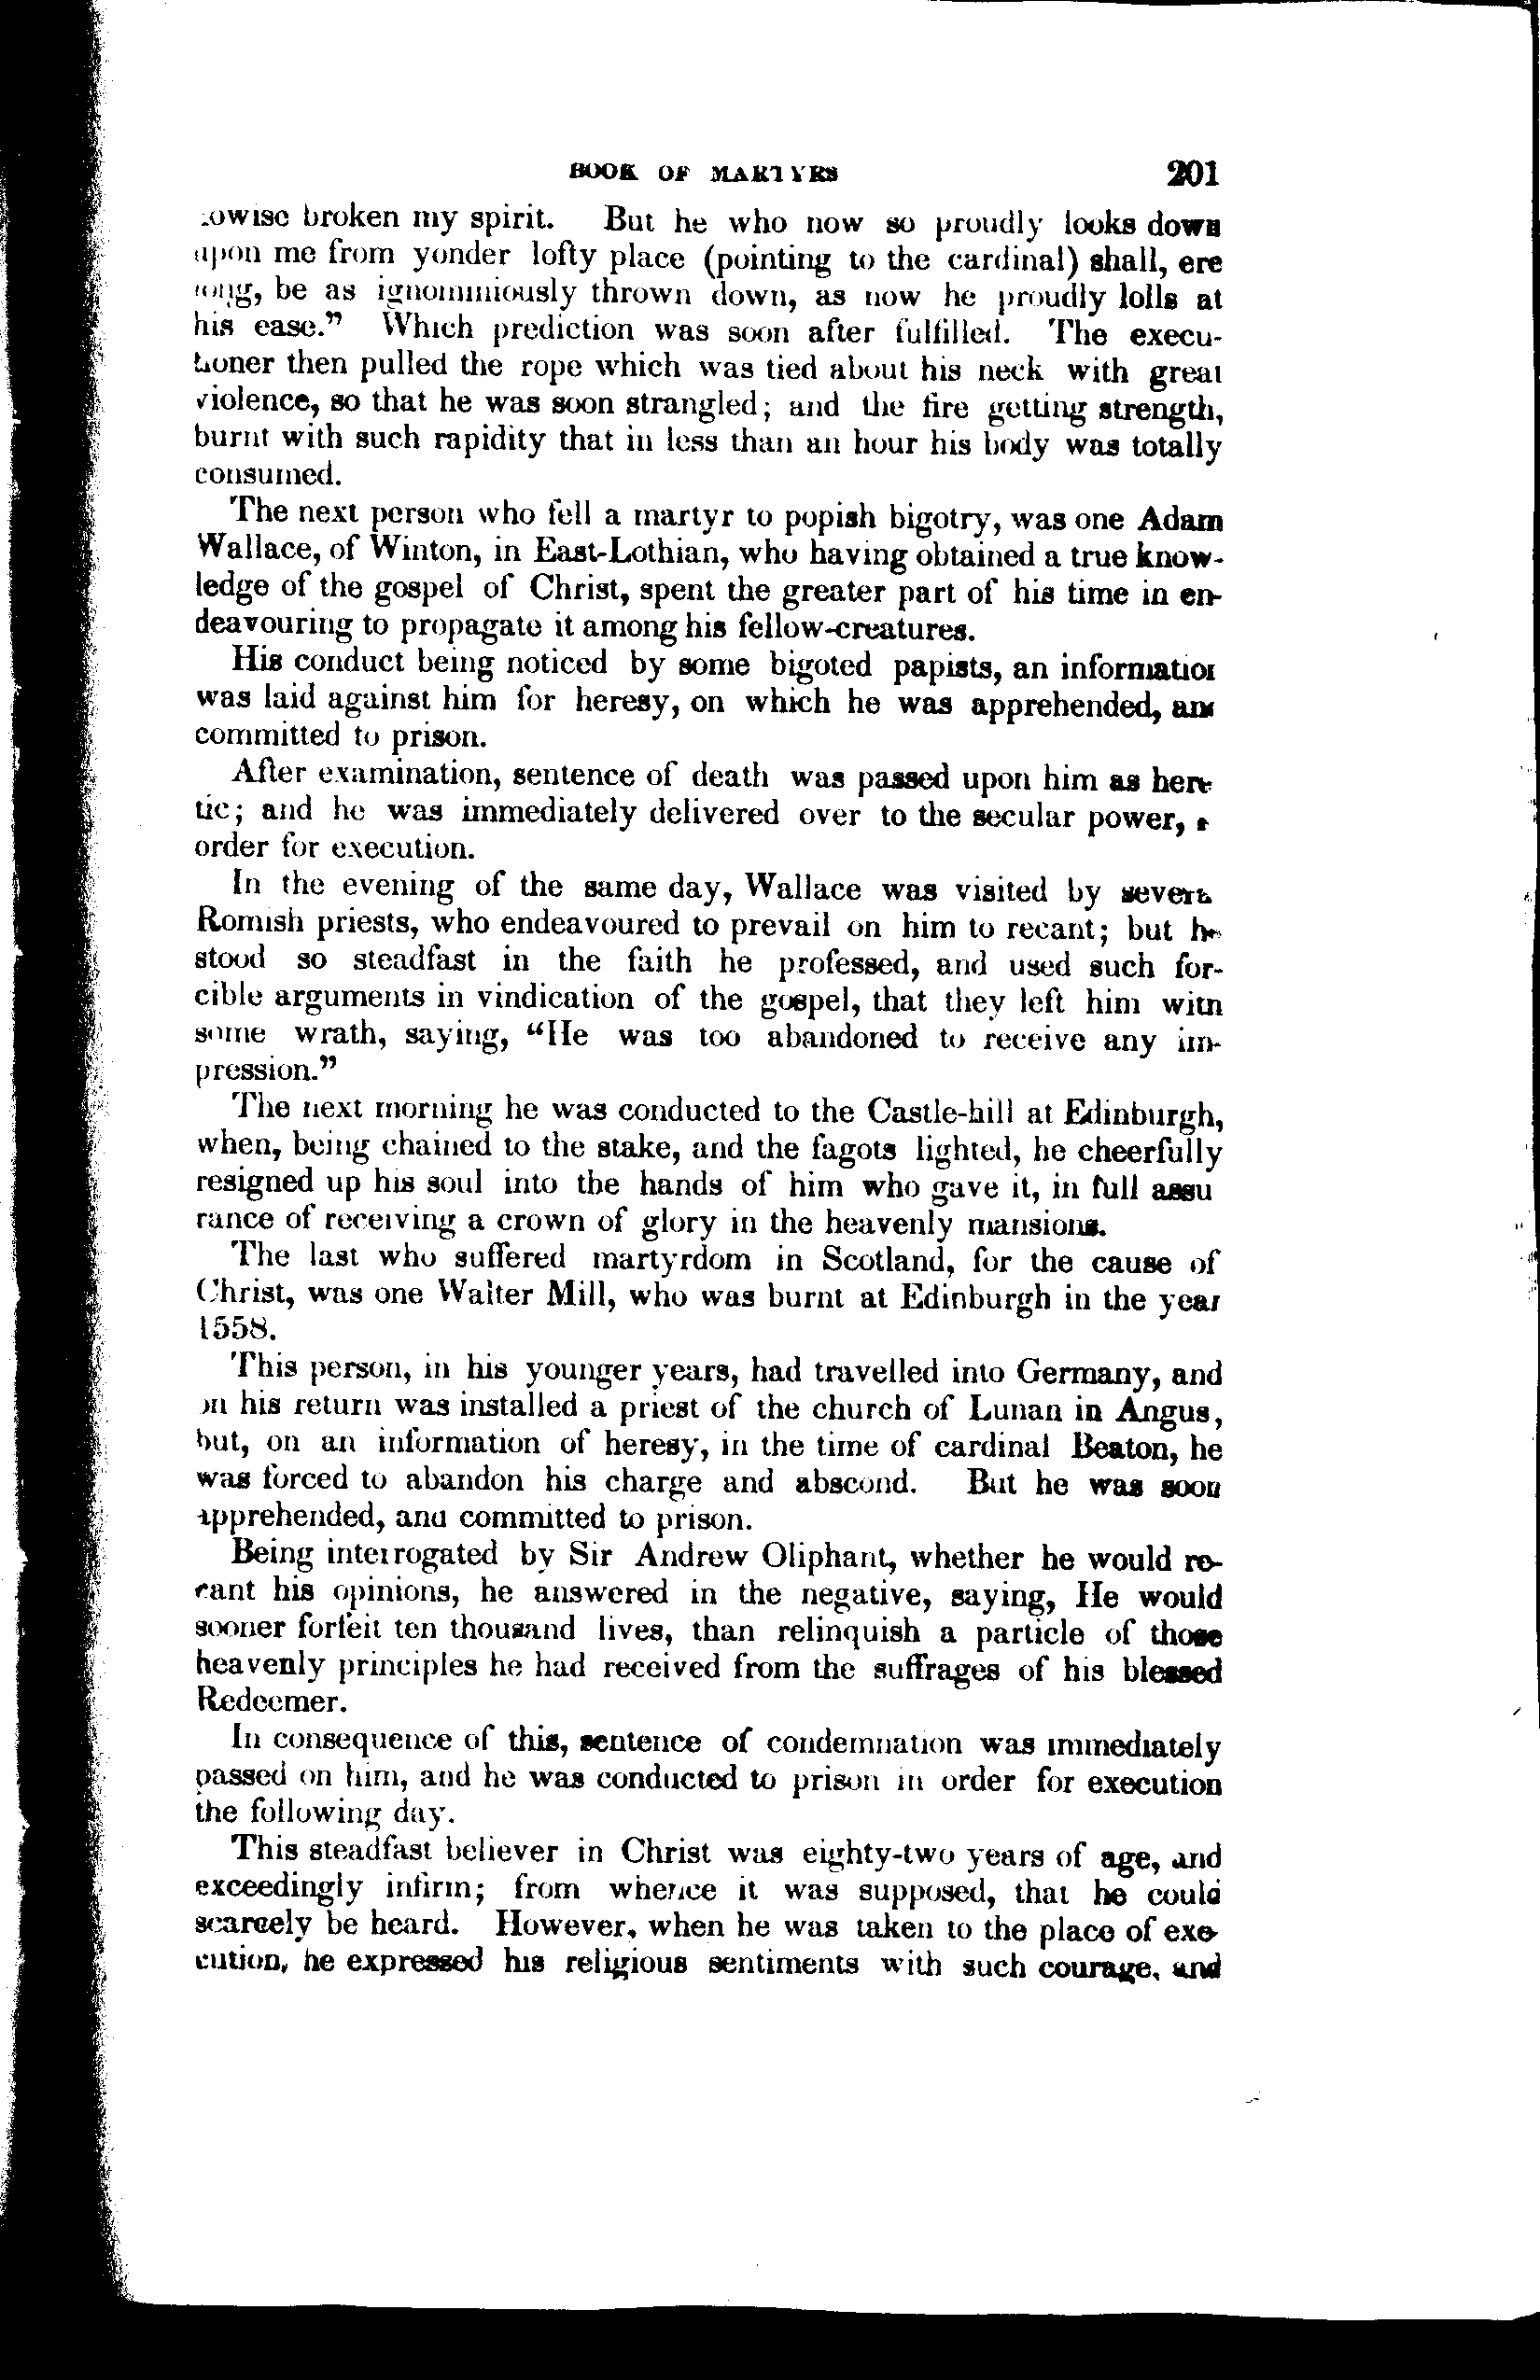 BOOK OF MARTYRS 201
broken my spirit. But he who now so proudly looks down
upon me from yonder lofty place (pointing to the cardinal) shall, ere
long, be as ignominiously thrown down, as now he proudly lolls at
his ease.” Which prediction was soon after fulfilled. The execu-
tioner then pulled the rope which was tied about his neck with great
violence, so that he was soon strangled; and the fire getting strength,
burnt with such rapidity that in less than an hour his body was totally
consumed.
The next person who fell a martyr to popish bigotry, was one Adam
Wallace, of Winton, in East-Lothian, who having obtained a true know-
ledge of the gospel of Christ, spent the greater part of his time in en-
deavouring to propagate it among his fellow-creatures.
His conduct being noticed by some bigoted papists, an information
was laid against him for heresy, on which he was apprehended, and
committed to prison.
After examination, sentence of death was passed upon him as here-
tic; and he was immediately delivered over to the secular power,
order for execution.
In the evening of the same day, Wallace was visited by several
Romish priests, who endeavoured to prevail on him to recant; but he
stood so steadfast in the faith he professed, and used such for-
cible arguments in vindication of the gospel, that they left him with
some wrath, saying, “He was too abandoned to receive any im-
pression.”
The next morning he was conducted to the Castle-hill at Edinburgh,
when, being chained to the stake, and the fagots lighted, he cheerfully
resigned up his soul into the hands of him who gave it, in full assu
rance of receiving a crown of glory in the heavenly mansions.
The last who suffered martyrdom in Scotland, for the cause of
Christ, was one Walter Mill, who was burnt at Edinburgh in the year
1558.
This person, in his younger years, had travelled into Germany, and
on his return was installed a priest of the church of Lunan in Angus,
but, on an information of heresy, in the time of cardinal Beaton, he
was forced to abandon his charge and abscond. But he was soon
apprehended, and committed to prison.
Being interrogated by Sir Andrew Oliphant, whether he would re-
cant his opinions, he answered in the negative, saying, He would
sooner forfeit ten thousand lives, than relinquish a particle of those
heavenly principles he had received from the suffrages of his blessed
Redeemer.
In consequence of this, sentence of condemnation was immediately
passed on him, and he was conducted to prison in order for execution
the following day.
This steadfast believer in Christ was eighty-two years of age, and
exceedingly infirm; from whence it was supposed, that he could
scarcely be heard. However, when he was taken to the place of exe-
cution, he expressed his religious sentiments with such courage, and